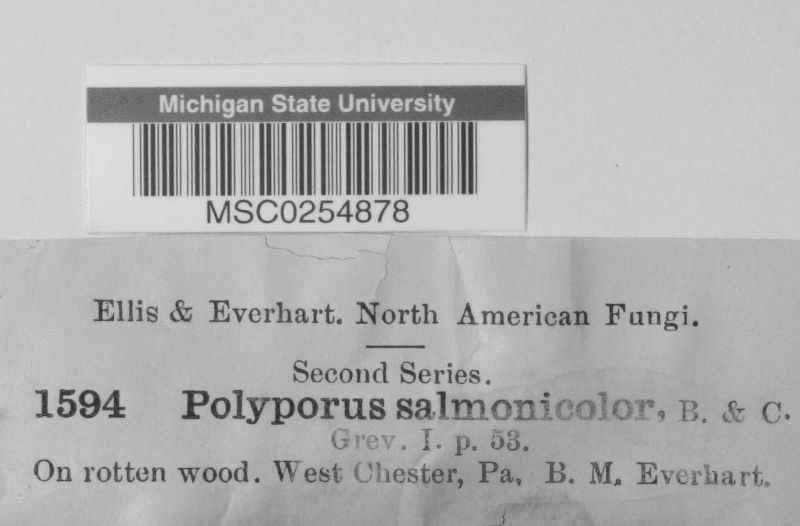 Michigan State University
MSC0254878
Ellis & Everhart. North American Fungi.
Second Series.
1594 Polyporus salmonicolor, B. & C.
Grev. I. p. 53.
On rotten wood. West Chester, Pa. B. M. Everhart.